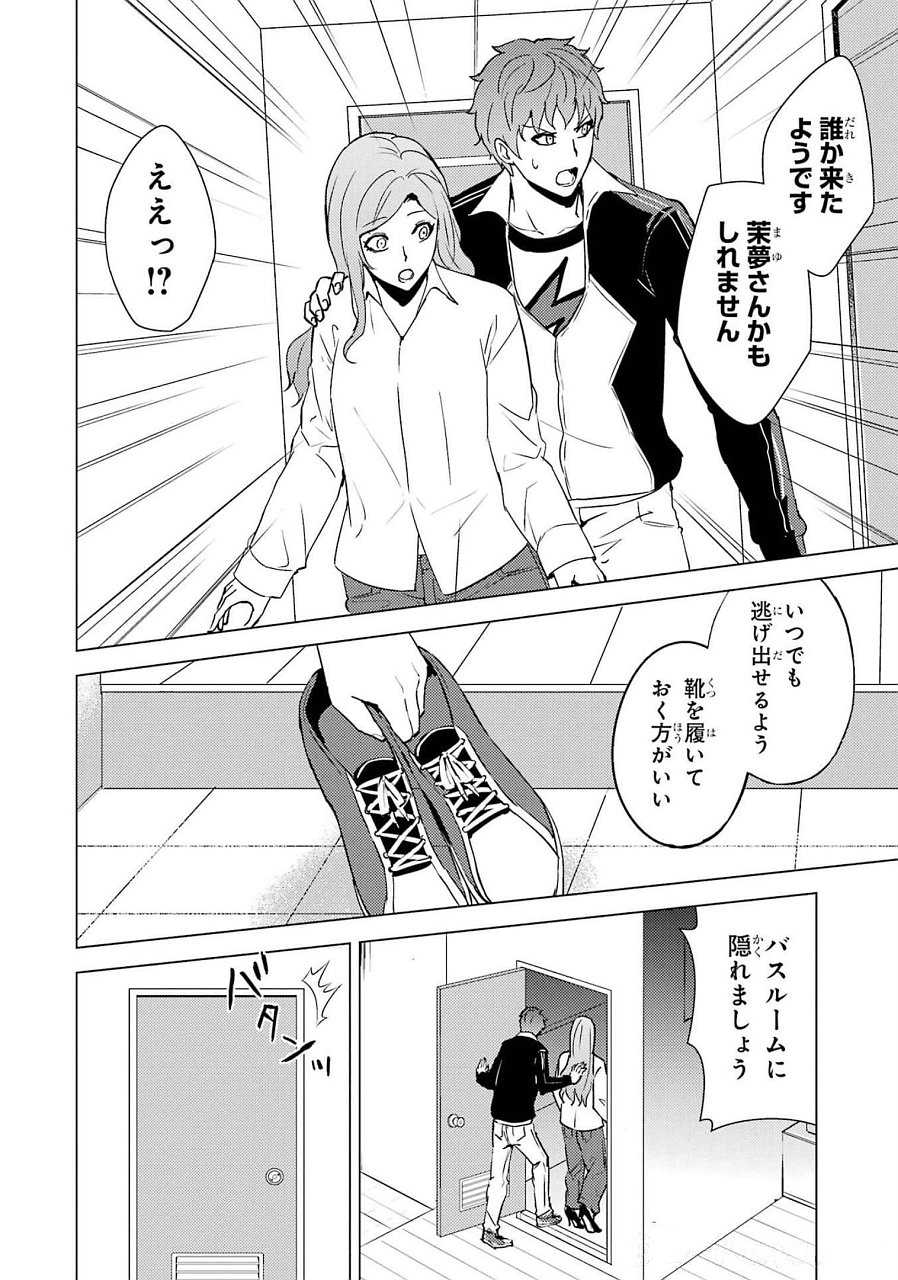 誰か来た
ようです
茉夢さんかも
しれません
ええっ!?
いつでも
逃げ出せるよう
靴を履いて
おく方がいい
バスルームに
隠れましょう
バタンッ